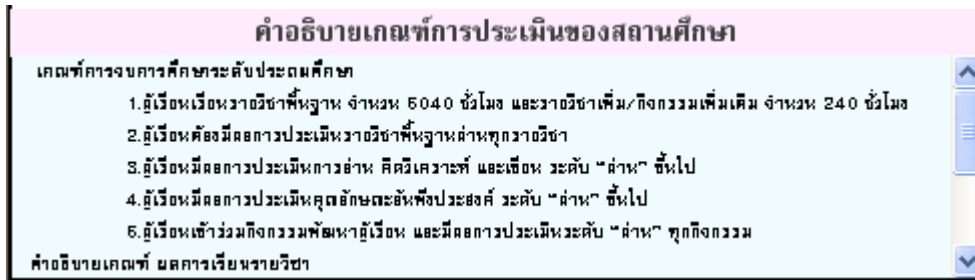 คำอธิบายเกณฑ์การประเมินของสถานศึกษา
เกณฑ์การจบการศึกษาระดับประถมศึกษา
1.ผู้เรียนเรียนรายวิชาพื้นฐาน จำนวน 5040 ชั่วโมง และรายวิชาเพิ่ม/กิจกรรมเพิ่มเติม จำนวน 240 ชั่วโมง
2.ผู้เรียนต้องมีผลการประเมินรายวิชาพื้นฐานผ่านทุกรายวิชา
3.ผู้เรียนมีผลการประเมินการอ่าน คิดวิเคราะห์ และเขียน ระดับ "ผ่าน" ขึ้นไป
4.ผู้เรียนมีผลการประเมินคุณลักษณะอันพึงประสงค์ ระดับ "ผ่าน" ขึ้นไป
5.ผู้เรียนเข้าร่วมกิจกรรมพัฒนาผู้เรียน และมีผลการประเมินระดับ "ผ่าน" ทุกกิจกรรม
คำอธิบายเกณฑ์ ผลการเรียนรายวิชา